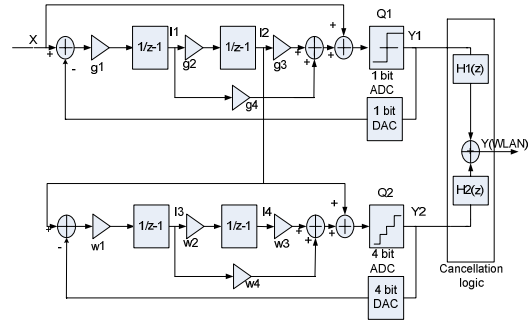 Q1
X
I1
I2
Y1
+
+
-
g1
1/z-1
g2
1/z-1
g3
+
+
+
g4
1 bit
ADC
1 bit
DAC
H1(z)
Y(WLAN)
H2(z)
Cancellation
logic
Q2
I3
I4
Y2
+
+
-
w1
1/z-1
w2
1/z-1
w3
+
+
+
w4
4 bit
ADC
4 bit
DAC